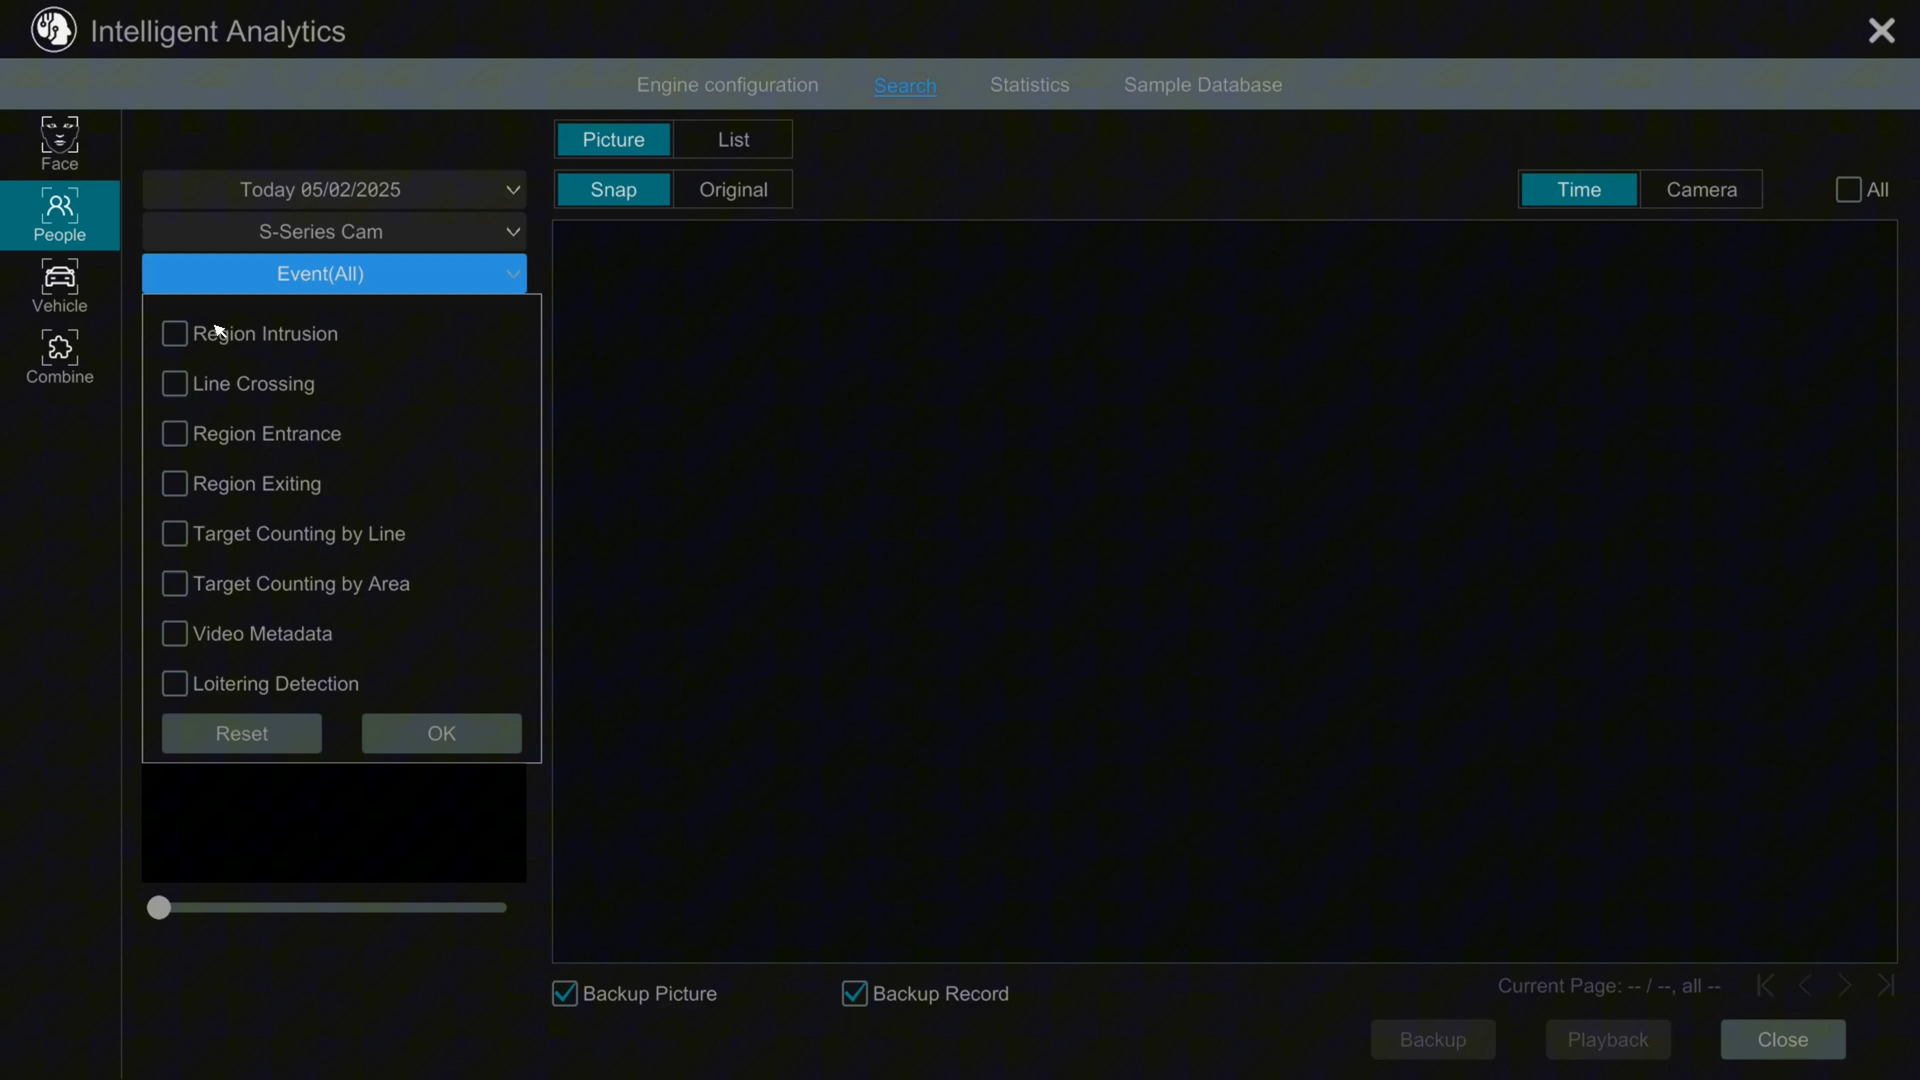 Intelligent Analytics
Engine configuration
Search
Statistics
Sample Database
Face
People
Vehicle
Combine
Today 05/02/2025
S-Series Cam
Event(All)
Region Intrusion
Line Crossing
Region Entrance
Region Exiting
Target Counting by Line
Target Counting by Area
Video Metadata
Loitering Detection
Reset
OK
Picture
List
Snap
Original
Time
Camera
All
Backup Picture
Backup Record
Current Page: -- / --, all --
Backup
Playback
Close